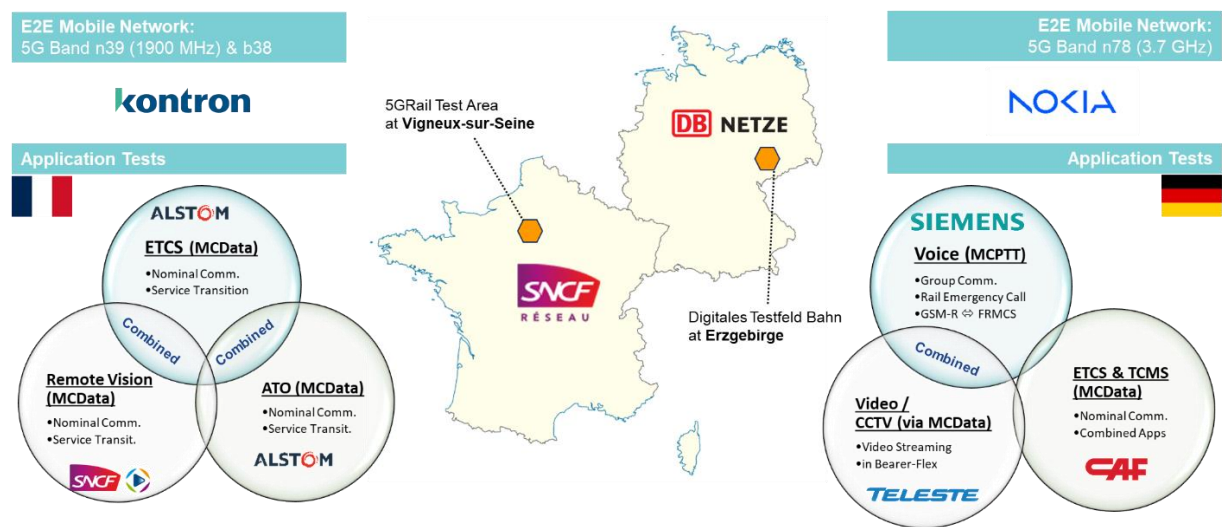 E2E Mobile Network:
5G Band n39 (1900 MHz) & b38
kontron
Application Tests
ALSTOM
ETCS (MCData)
•Nominal Comm.
•Service Transition
Combined
Combined
Remote Vision
(MCData)
•Nominal Comm.
•Service Transit.
SNCF
ATO (MCData)
•Nominal Comm.
•Service Transit.
ALSTOM
5GRail Test Area
at Vigneux-sur-Seine
DB NETZE
SNCF
RÉSEAU
Digitales Testfeld Bahn
at Erzgebirge
E2E Mobile Network:
5G Band n78 (3.7 GHz)
NOKIA
Application Tests
SIEMENS
Voice (MCPTT)
•Group Comm.
•Rail Emergency Call
•GSM-R ⇔ FRMCS
Combined
Video /
CCTV (via MCData)
•Video Streaming
•in Bearer-Flex
TELESTE
ETCS & TCMS
(MCData)
•Nominal Comm.
•Combined Apps
CAF